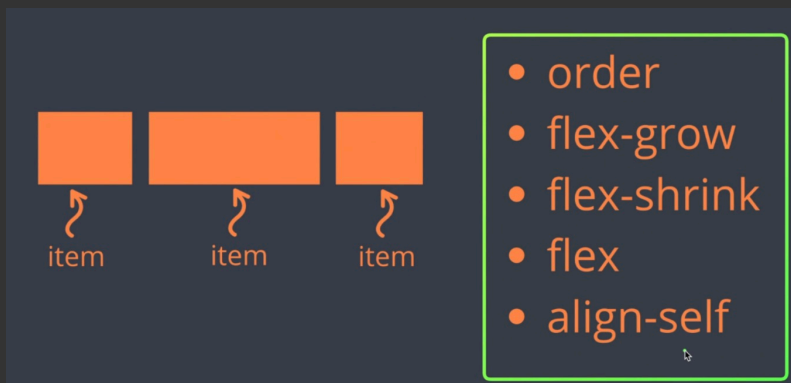 item
item
item
• order
• flex-grow
• flex-shrink
• flex
• align-self